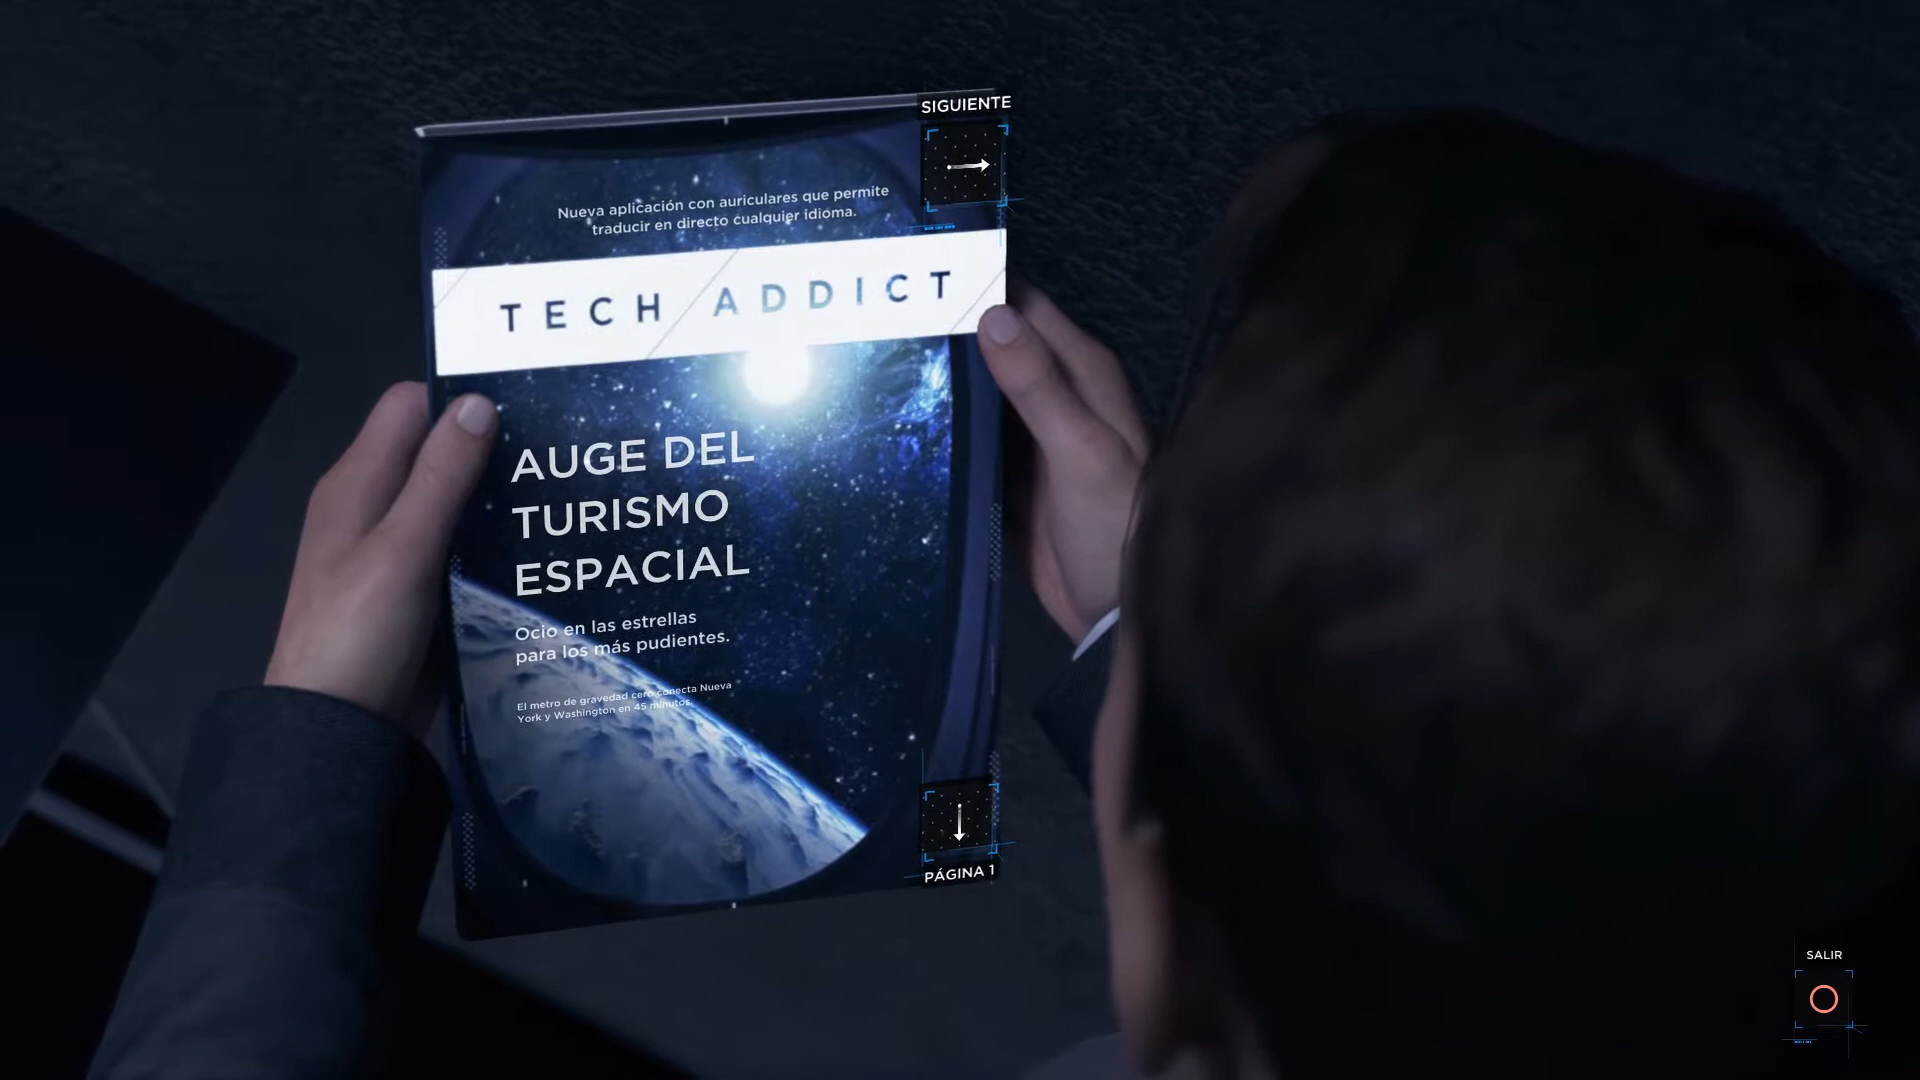 SIGUIENTE
Nueva aplicación con auriculares que permite
traducir en directo cualquier idioma.
TECH ADDICT
AUGE DEL
TURISMO
ESPACIAL
Ocio en las estrellas
para los más pudientes.
El metro de gravedad cero conecta Nueva
York y Washington en 45 minutos.
PÁGINA 1
SALIR